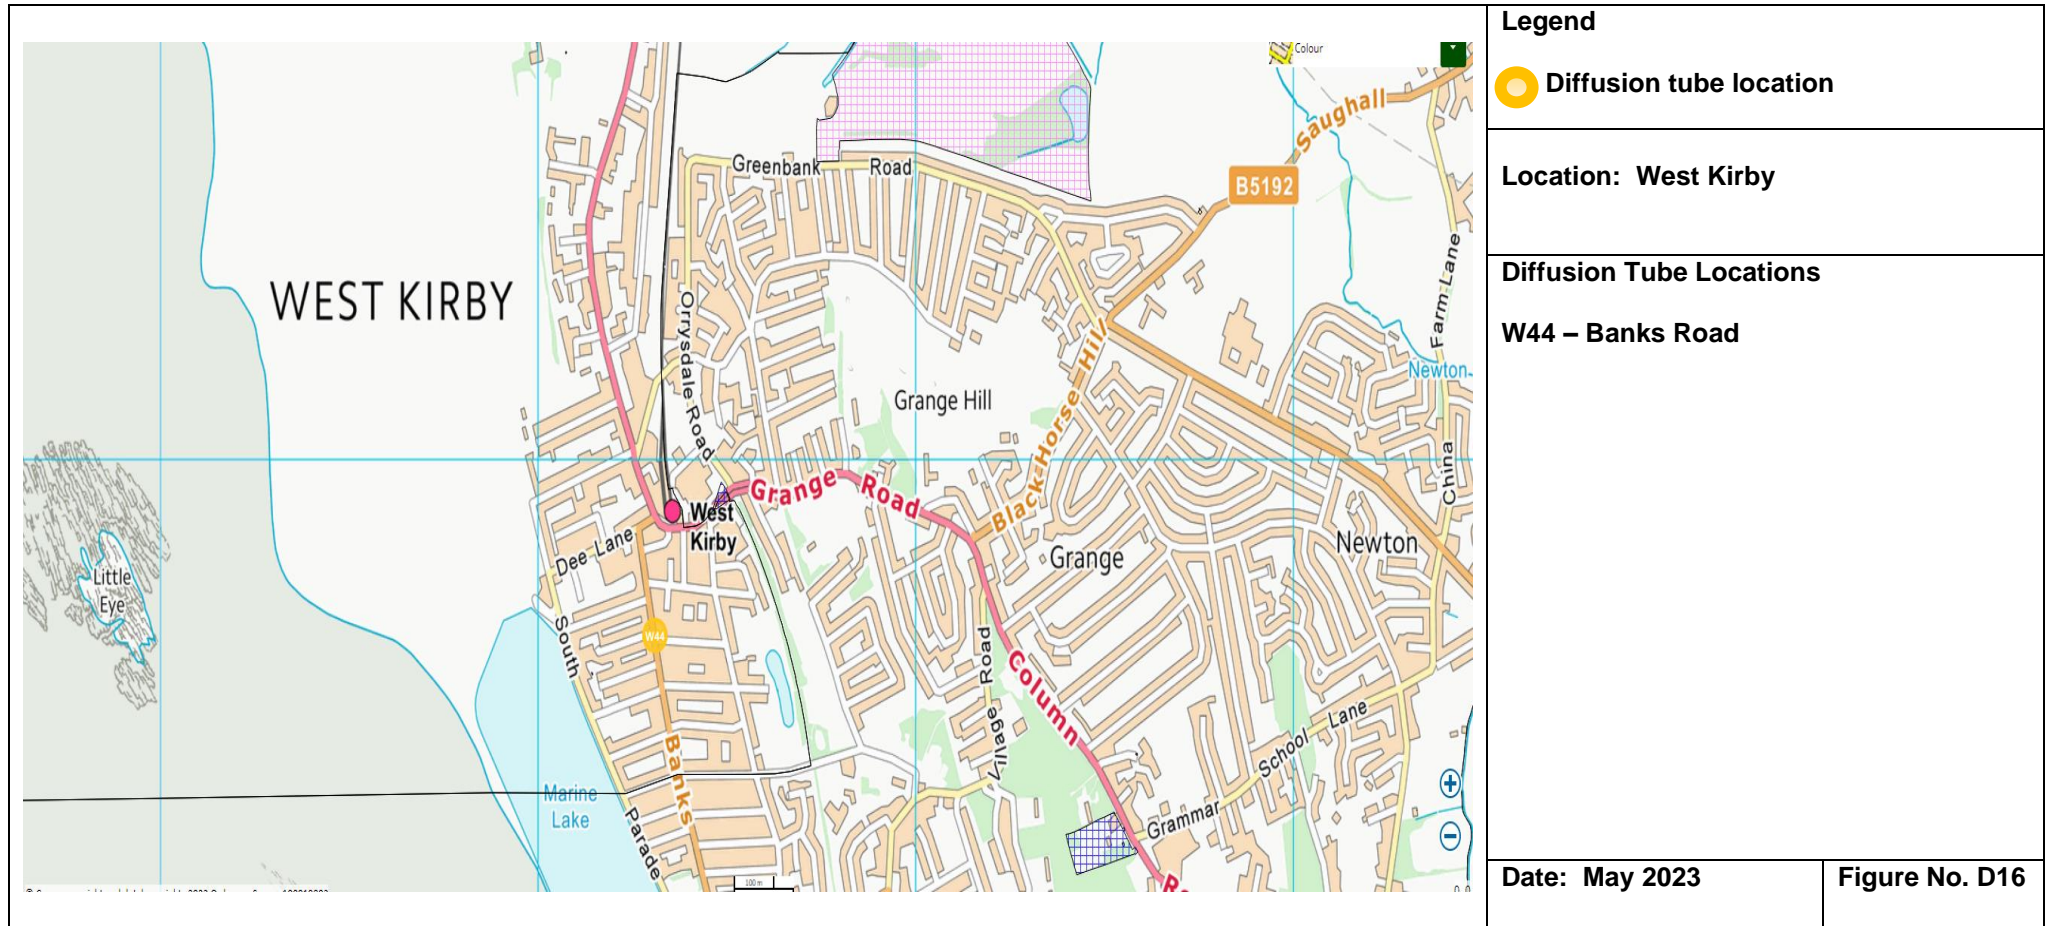 Colour
Saughall
Greenbank Road
B5192
WEST KIRBY
Orrysdale Road
Farm Lane
Black Horse Hill
Newton
Grange Hill
China
Grange Road
West
Kirby
Dee Lane
Grange
Newton
Little
Eye
W44
South
Village Road
Column
Banks
School Lane
Marine
Lake
Parade
Grammar
100 m
Legend
Diffusion tube location
Location: West Kirby
Diffusion Tube Locations
W44 – Banks Road
Date: May 2023
Figure No. D16